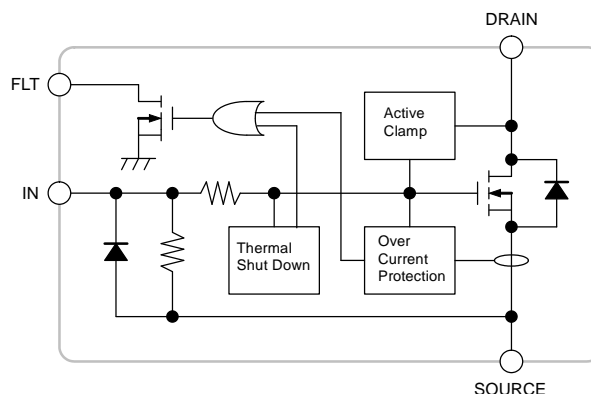 DRAIN
FLT
Active
Clamp
IN
Thermal
Shut Down
Over
Current
Protection
SOURCE